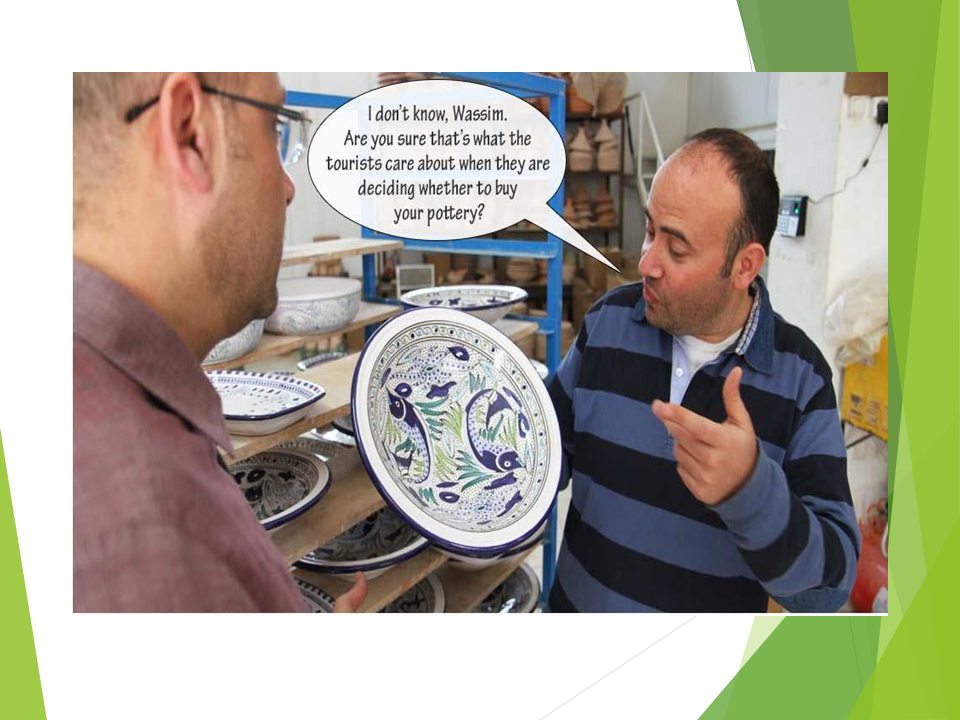 I don't know, Wassim.
Are you sure that's what the
tourists care about when they are
deciding whether to buy
your pottery?